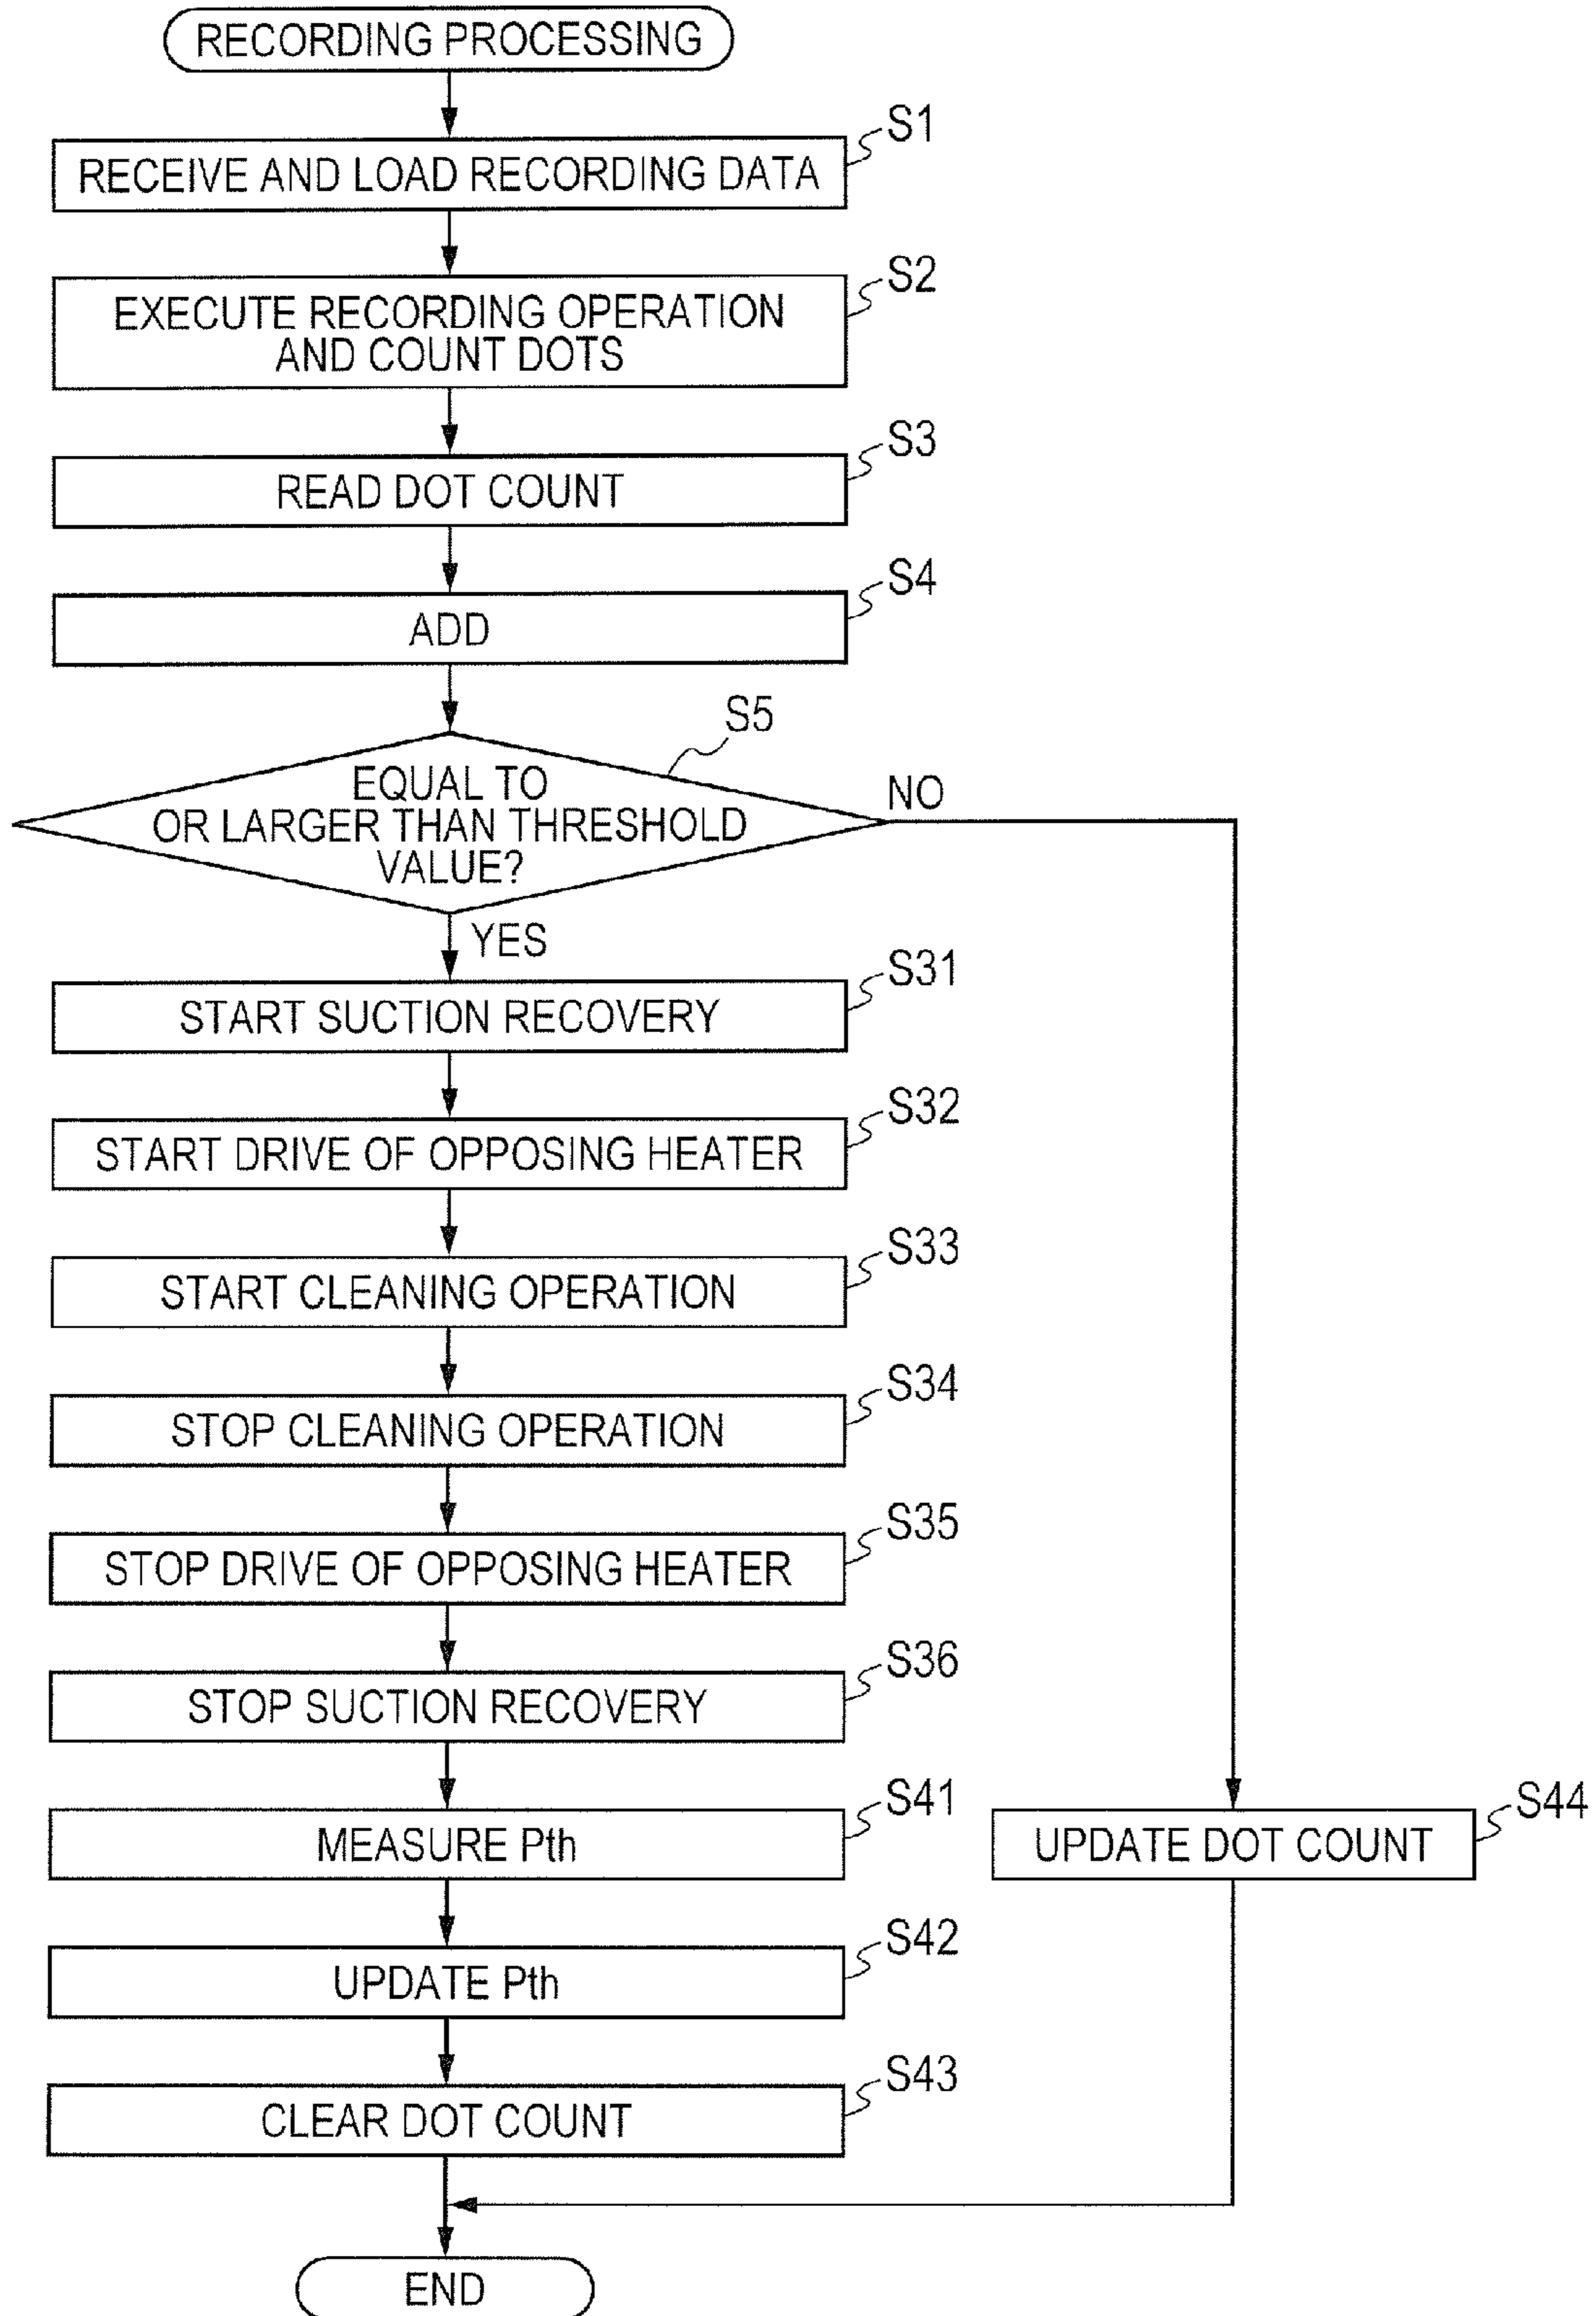 RECORDING PROCESSING
S1
RECEIVE AND LOAD RECORDING DATA
S2
EXECUTE RECORDING OPERATION
AND COUNT DOTS
S3
READ DOT COUNT
S4
ADD
S5
EQUAL TO
OR LARGER THAN THRESHOLD
VALUE?
NO
YES
S31
START SUCTION RECOVERY
S32
START DRIVE OF OPPOSING HEATER
S33
START CLEANING OPERATION
S34
STOP CLEANING OPERATION
S35
STOP DRIVE OF OPPOSING HEATER
S36
STOP SUCTION RECOVERY
S41
MEASURE Pth
S44
UPDATE DOT COUNT
S42
UPDATE Pth
S43
CLEAR DOT COUNT
END